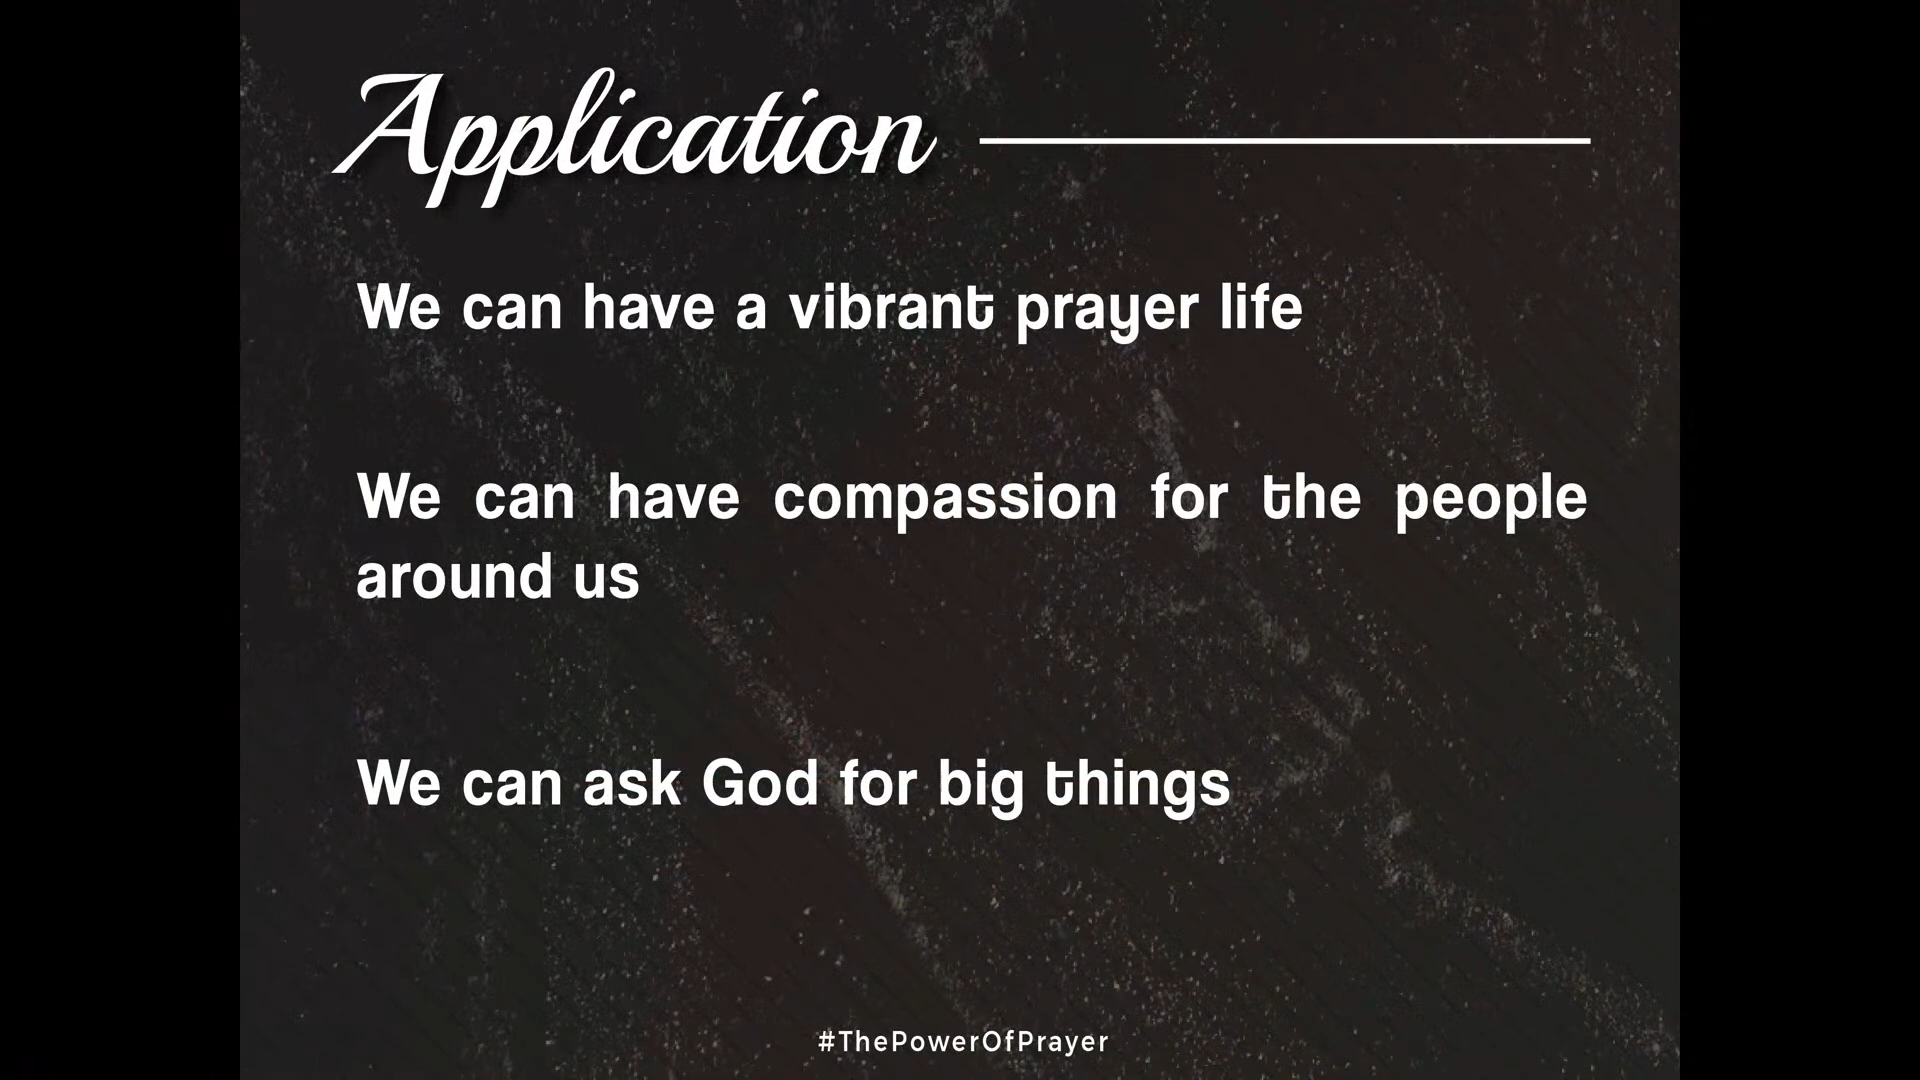 Application
We can have a vibrant prayer life
We can have compassion for the people
around us
We can ask God for big things
#ThePowerOfPrayer